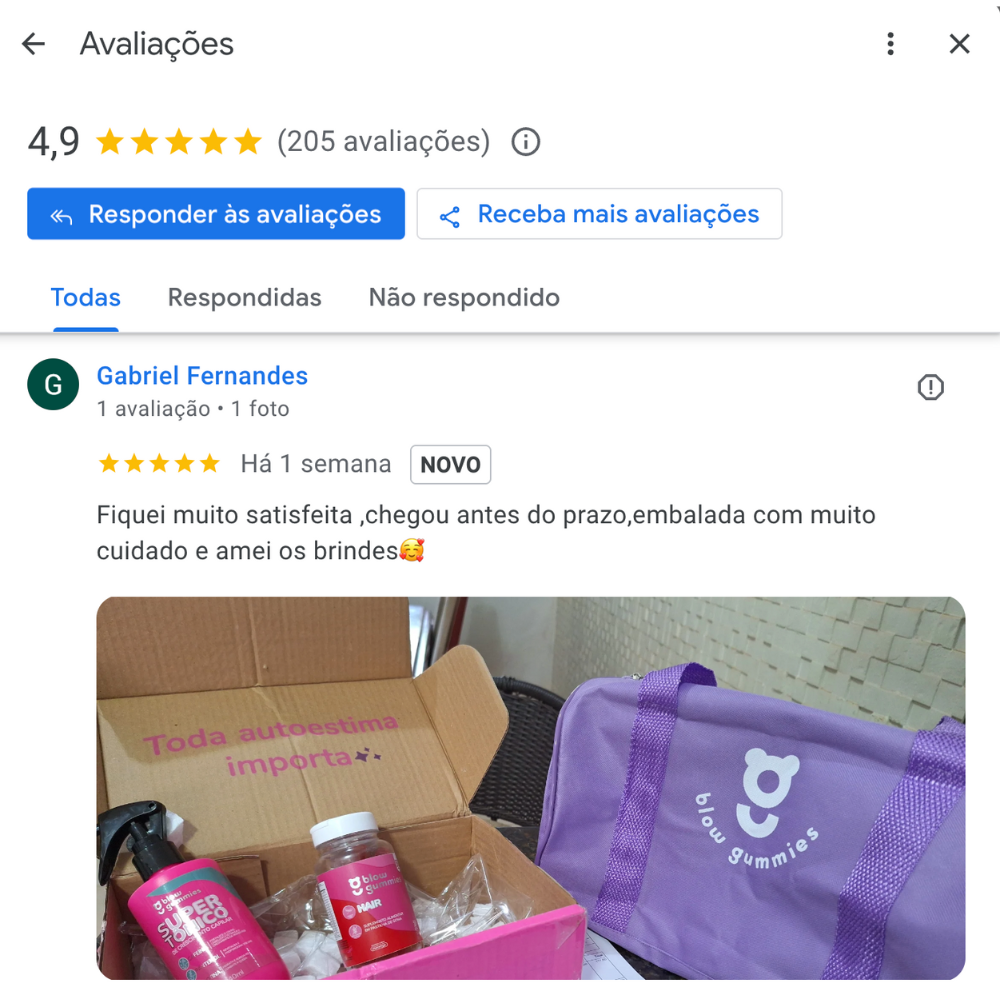 Avaliações
4,9 (205 avaliações)
Responder às avaliações Receba mais avaliações
Todas Respondidas Não respondido
G Gabriel Fernandes
1 avaliação • 1 foto
Há 1 semana NOVO
Fiquei muito satisfeita ,chegou antes do prazo,embalada com muito
cuidado e amei os brindes🥰
Toda autoestima
importa
blow gummies
blow
gummies
SUPER
TÔNICO
blow
gummies
HAIR